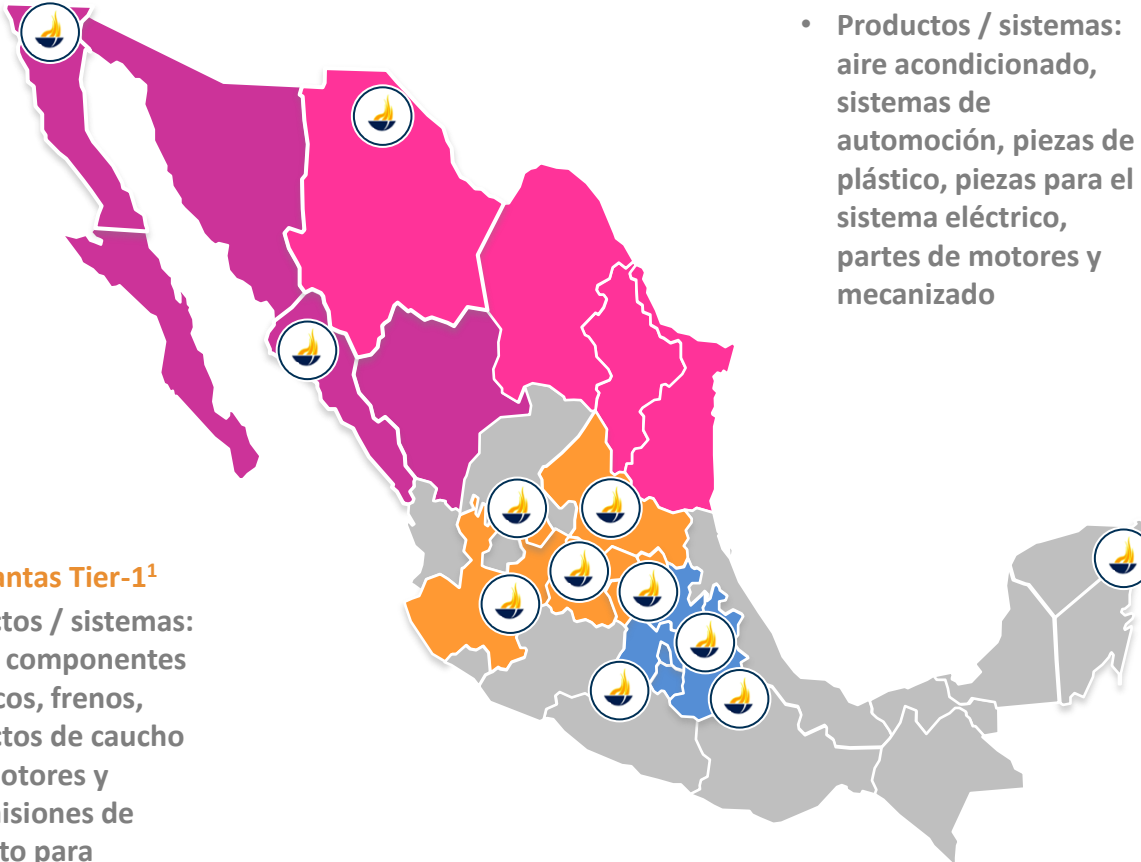 • Productos / sistemas:
aire acondicionado,
sistemas de
automoción, piezas de
plástico, piezas para el
sistema eléctrico,
partes de motores y
mecanizado
antas Tier-1¹
ctos / sistemas:
componentes
cos, frenos,
ctos de caucho
otores y
isiones de
to para